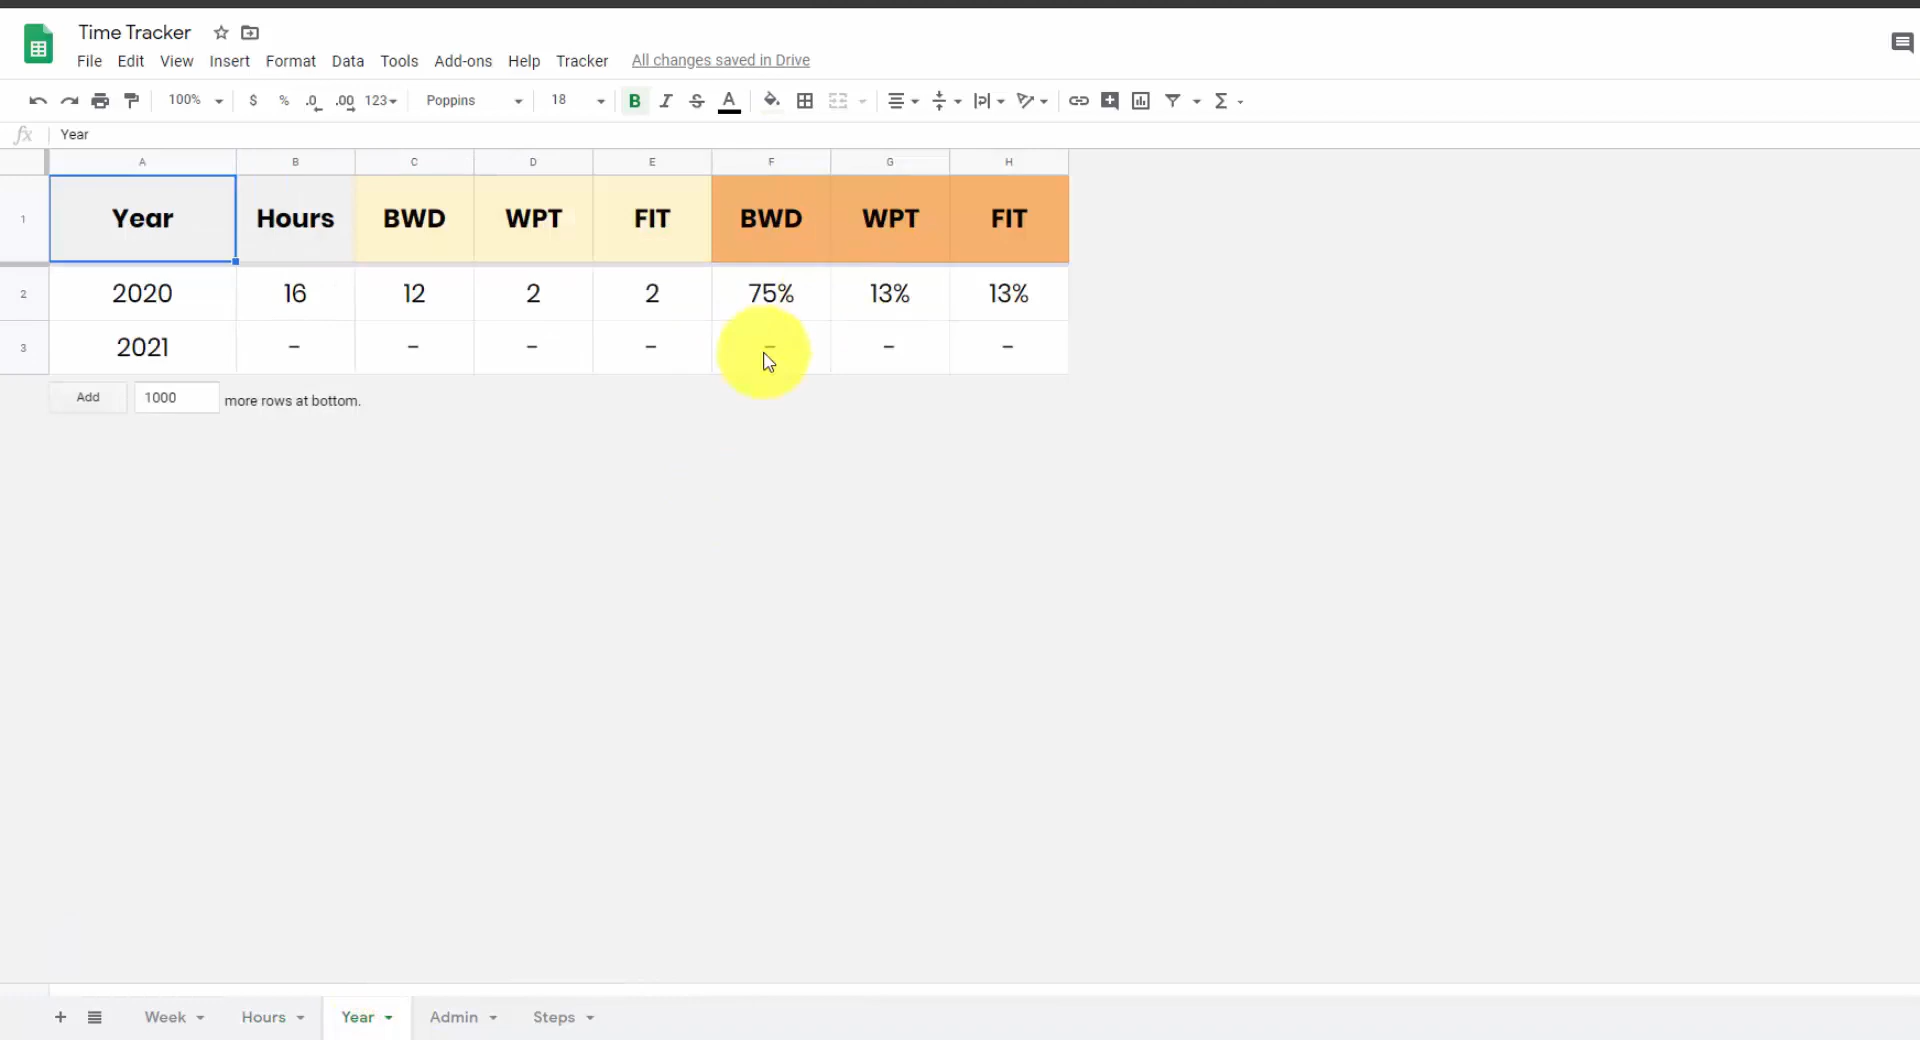 Time Tracker
File Edit View Insert Format Data Tools Add-ons Help Tracker All changes saved in Drive
100% $ % .0 .00 123 Poppins 18 B I S A Σ
fx Year
A B C D E F G H
1 Year Hours BWD WPT FIT BWD WPT FIT
2 2020 16 12 2 2 75% 13% 13%
3 2021 – – – – – – –
Add 1000 more rows at bottom.
+ Week Hours Year Admin Steps